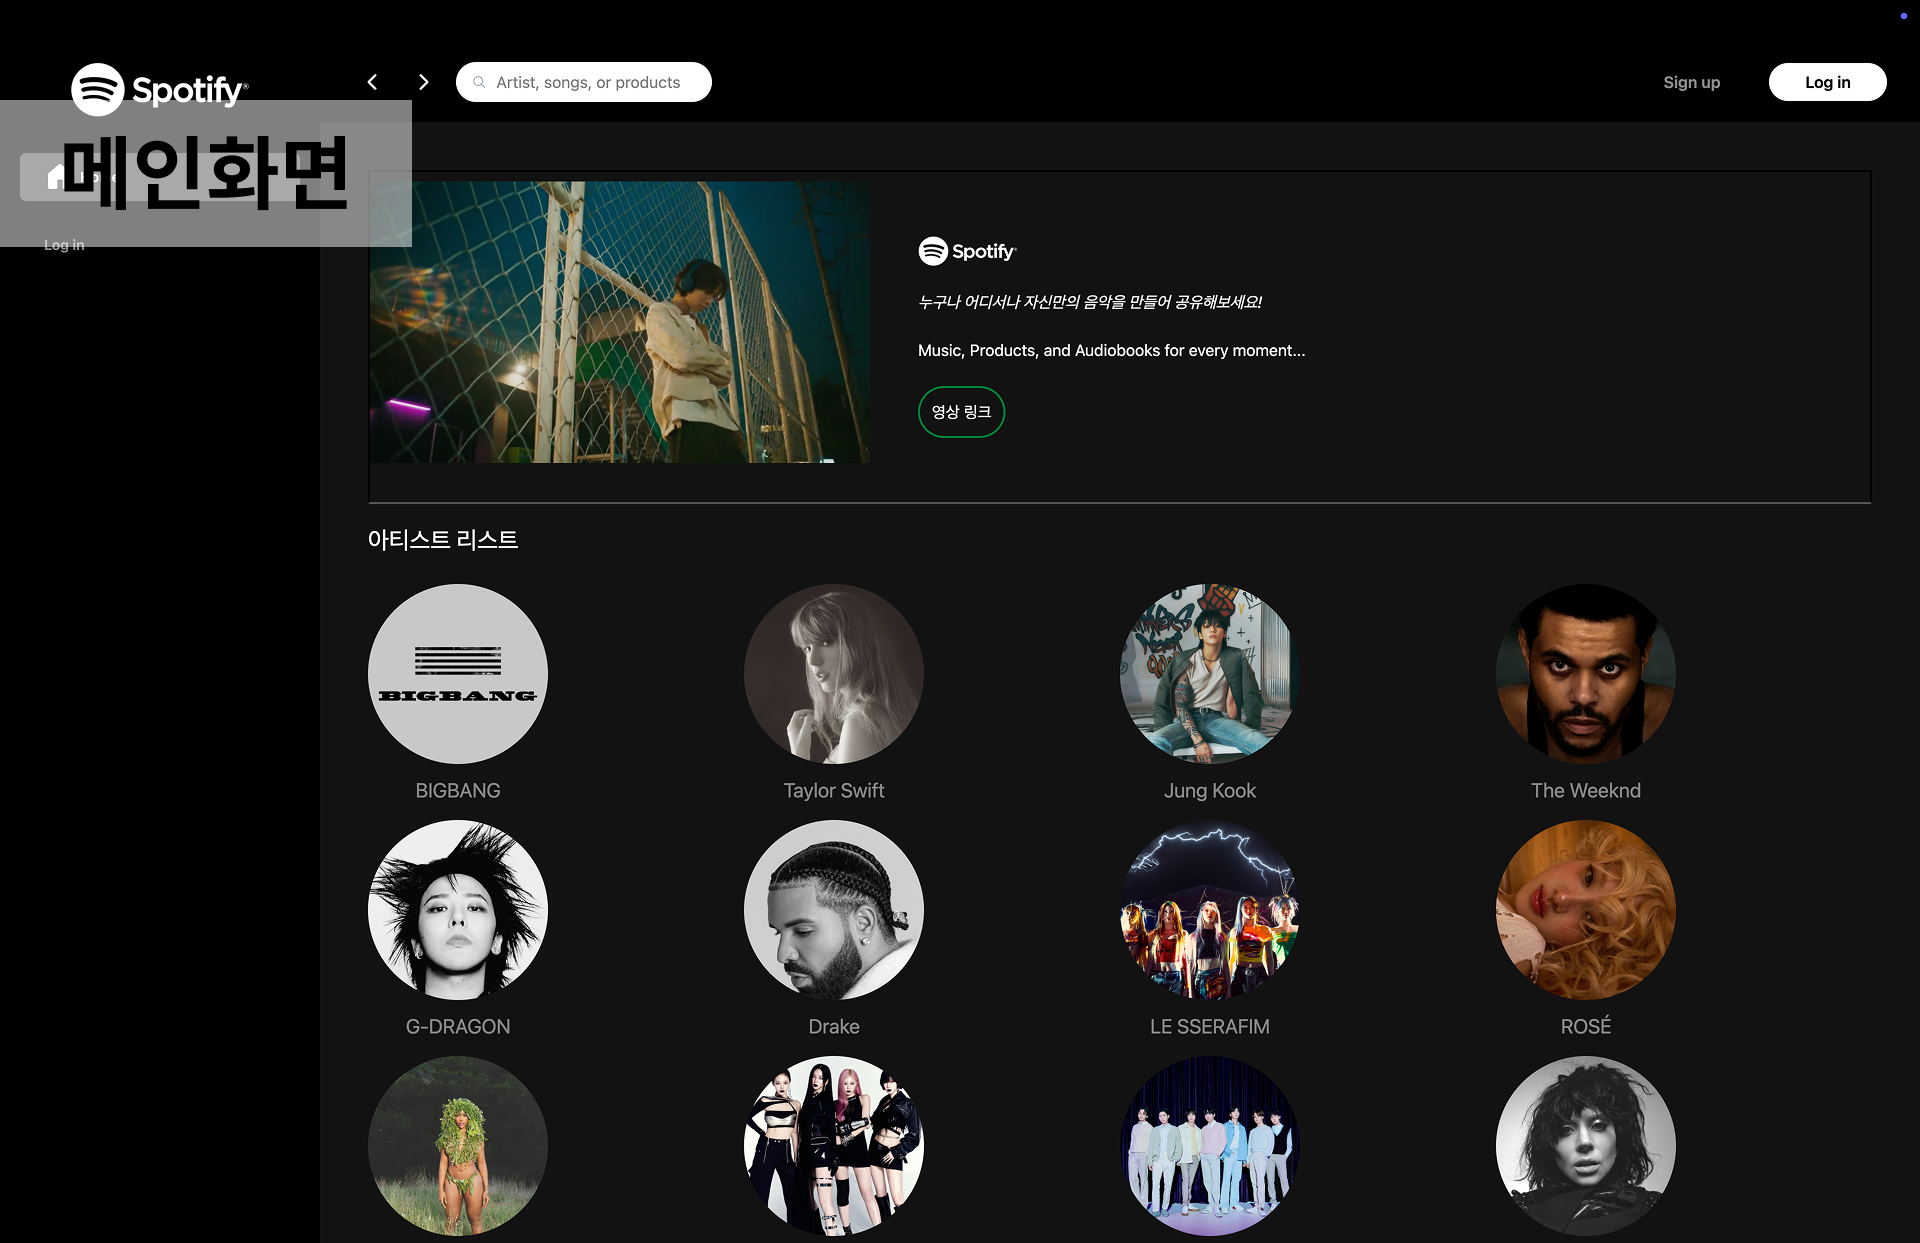 Spotify®
Artist, songs, or products
Sign up
Log in
메인화면
Log in
Spotify®
누구나 어디서나 자신만의 음악을 만들어 공유해보세요!
Music, Products, and Audiobooks for every moment...
영상 링크
아티스트 리스트
BIGBANG
BIGBANG
Taylor Swift
Jung Kook
The Weeknd
G-DRAGON
Drake
LE SSERAFIM
ROSÉ